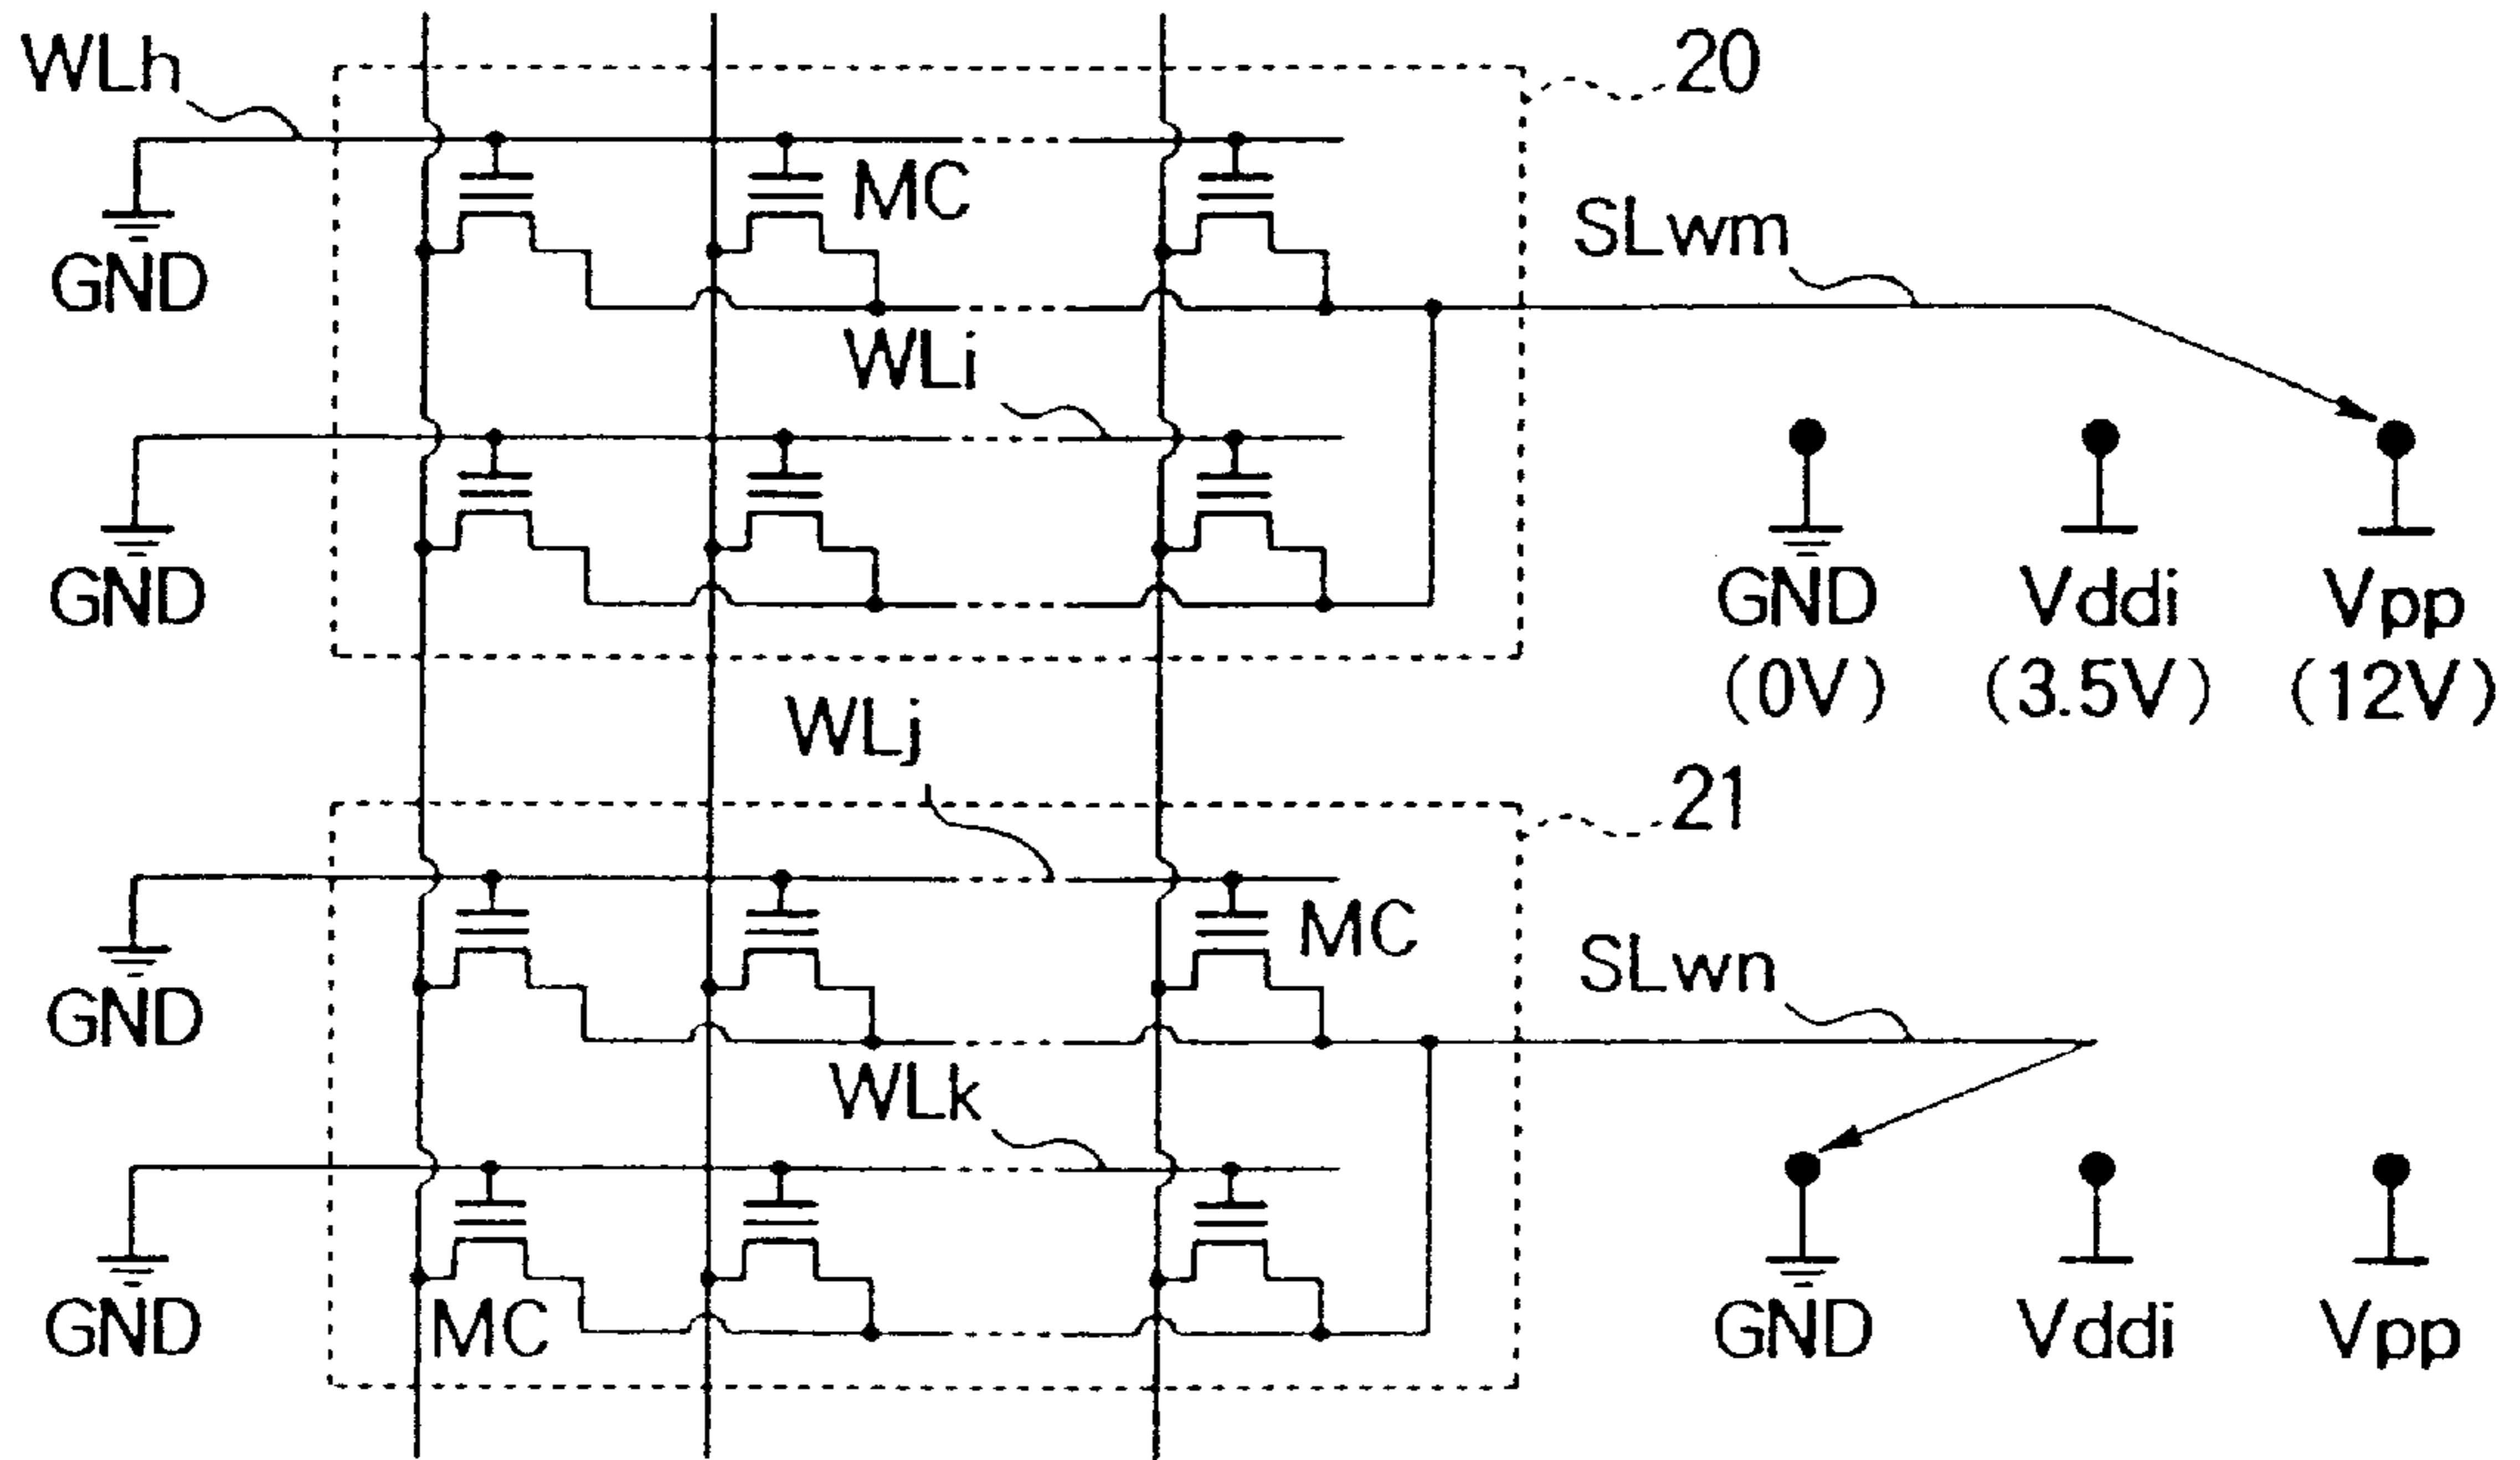 WLh
20
MC
GND
SLwm
WLi
GND
GND
Vddi
Vpp
(0V)
(3.5V)
(12V)
WLj
21
MC
GND
SLwn
WLk
GND
MC
GND
Vddi
Vpp